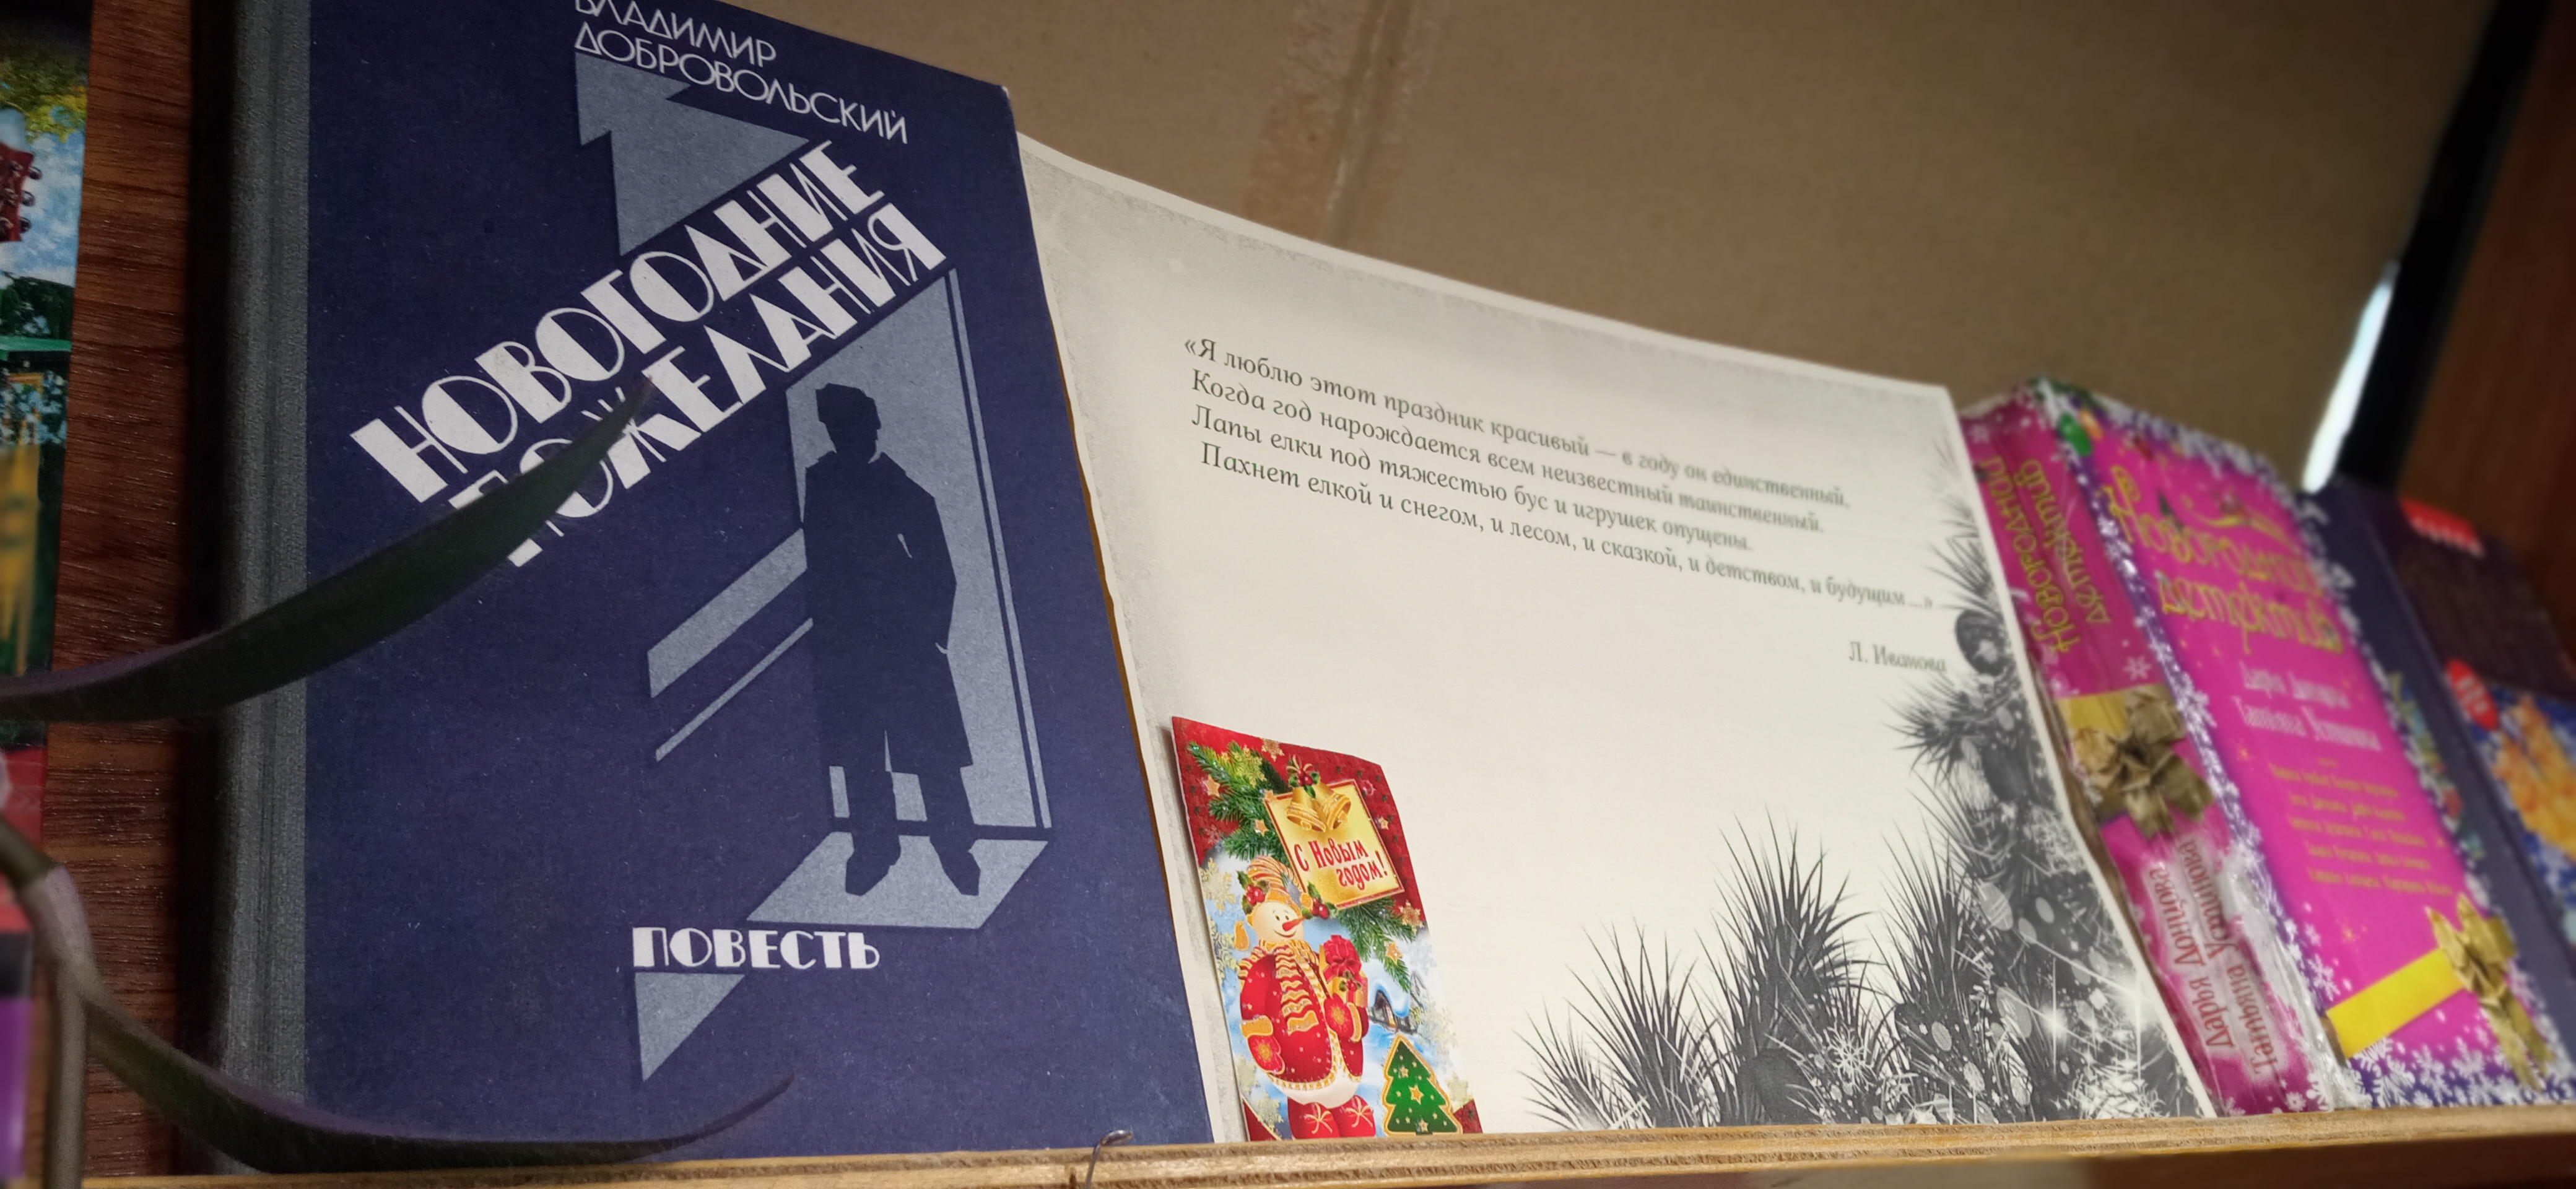 ВЛАДИМИР
ДОБРОВОЛЬСКИЙ
НОВОГОДНИЕ
ПОЖЕЛАНИЯ
ПОВЕСТЬ
«Я люблю этот праздник красивый — в году он единственный,
Когда год нарождается всем неизвестный таинственный.
Лапы елки под тяжестью бус и игрушек опущены.
Пахнет елкой и снегом, и лесом, и сказкой, и детством, и будущим...»
Л. Иванова
С Новым
годом!
Новогодний
детектив
Дарья Донцова
Татьяна Устинова
Новогодний
детектив
Дарья Донцова
Татьяна Устинова